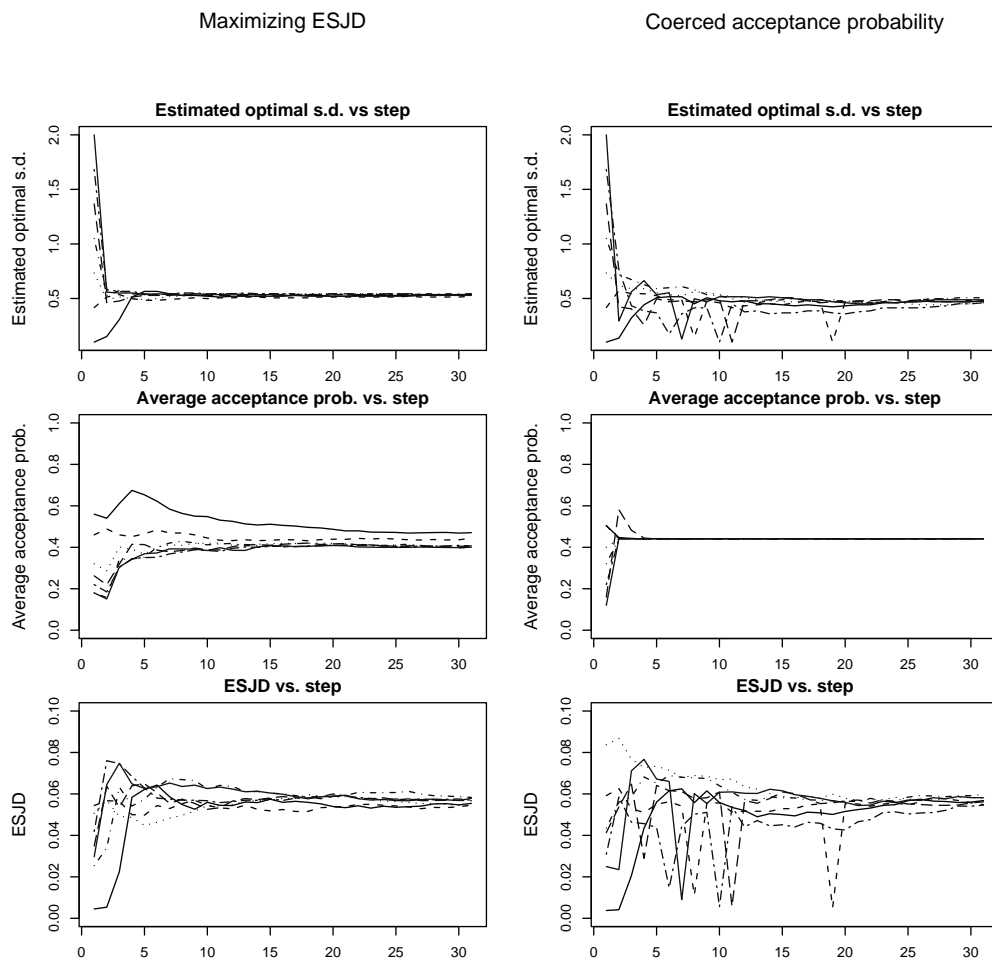 Maximizing ESJD
Coerced acceptance probability
Estimated optimal s.d. vs step
Estimated optimal s.d.
2.0
1.5
1.0
0.5
0 5 10 15 20 25 30
Estimated optimal s.d. vs step
Estimated optimal s.d.
2.0
1.5
1.0
0.5
0 5 10 15 20 25 30
Average acceptance prob. vs. step
Average acceptance prob.
1.0
0.8
0.6
0.4
0.2
0.0
0 5 10 15 20 25 30
Average acceptance prob. vs. step
Average acceptance prob.
1.0
0.8
0.6
0.4
0.2
0.0
0 5 10 15 20 25 30
ESJD vs. step
ESJD
0.10
0.08
0.06
0.04
0.02
0.00
0 5 10 15 20 25 30
ESJD vs. step
ESJD
0.10
0.08
0.06
0.04
0.02
0.00
0 5 10 15 20 25 30